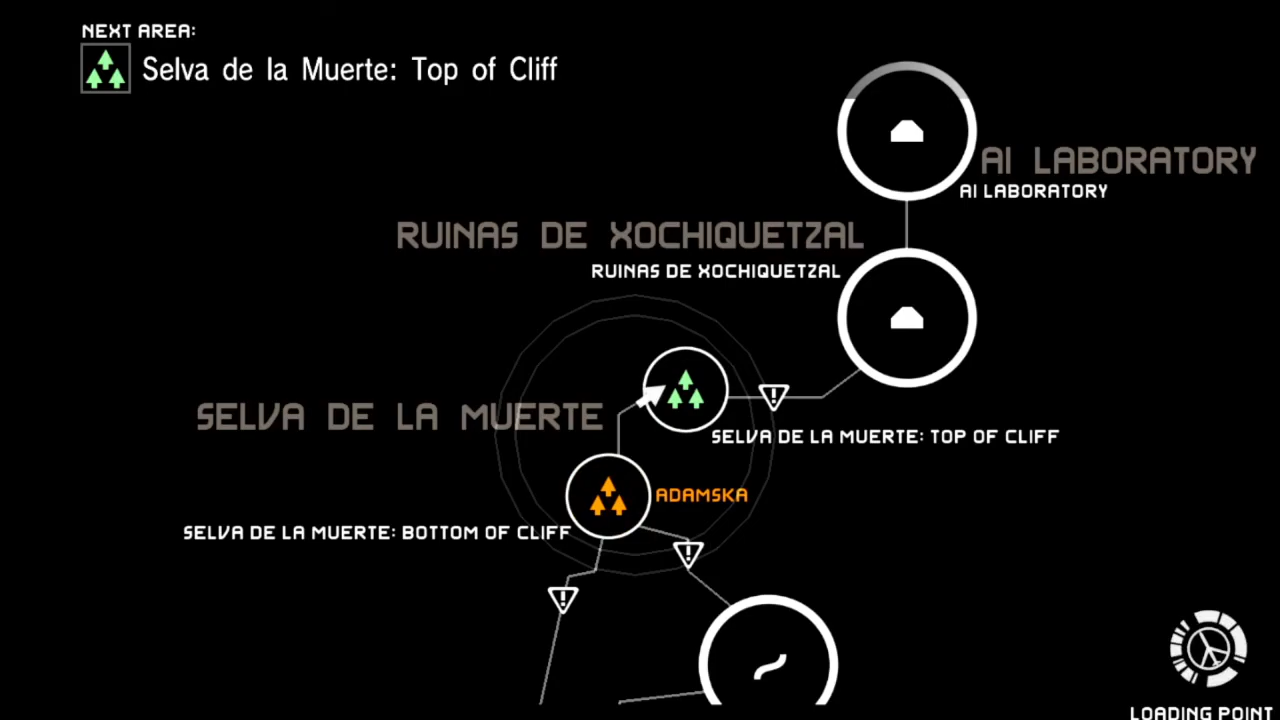 NEXT AREA:
Selva de la Muerte: Top of Cliff
AI LABORATORY
AI LABORATORY
RUINAS DE XOCHIQUETZAL
RUINAS DE XOCHIQUETZAL
SELVA DE LA MUERTE
SELVA DE LA MUERTE: TOP OF CLIFF
ADAMSKA
SELVA DE LA MUERTE: BOTTOM OF CLIFF
LOADING POINT